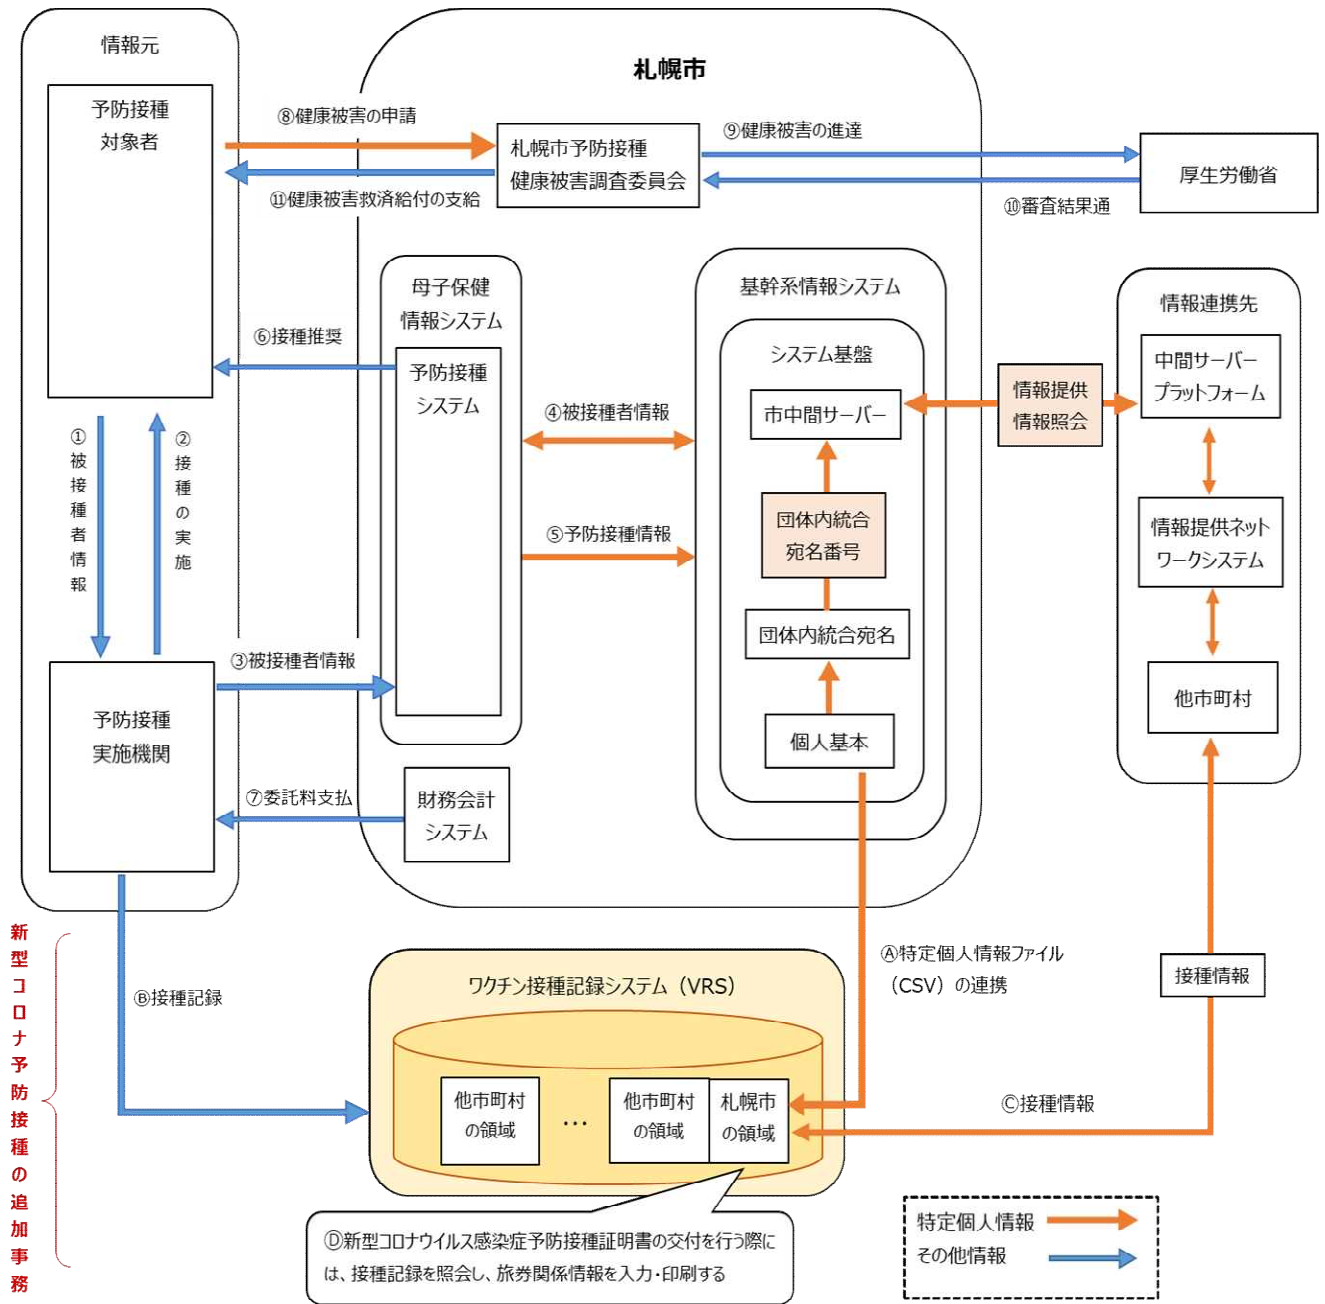 情報元
予防接種
対象者
札幌市
⑧健康被害の申請
札幌市予防接種
健康被害調査委員会
⑨健康被害の進達
厚生労働省
⑪健康被害救済給付の支給
⑩審査結果通
母子保健
情報システム
予防接種
システム
⑥接種推奨
基幹系情報システム
システム基盤
市中間サーバー
情報提供
情報照会
情報連携先
中間サーバー
プラットフォーム
④被接種者情報
①被接種者情報
②接種の実施
団体内統合
宛名番号
⑤予防接種情報
情報提供ネット
ワークシステム
団体内統合宛名
③被接種者情報
他市町村
予防接種
実施機関
個人基本
⑦委託料支払
財務会計
システム
新型コロナ予防接種の追加事務
Ⓑ接種記録
ワクチン接種記録システム（VRS）
Ⓐ特定個人情報ファイル
（CSV）の連携
接種情報
他市町村
の領域
…
他市町村
の領域
札幌市
の領域
Ⓒ接種情報
Ⓓ新型コロナウイルス感染症予防接種証明書の交付を行う際に
は、接種記録を照会し、旅券関係情報を入力・印刷する
特定個人情報
その他情報